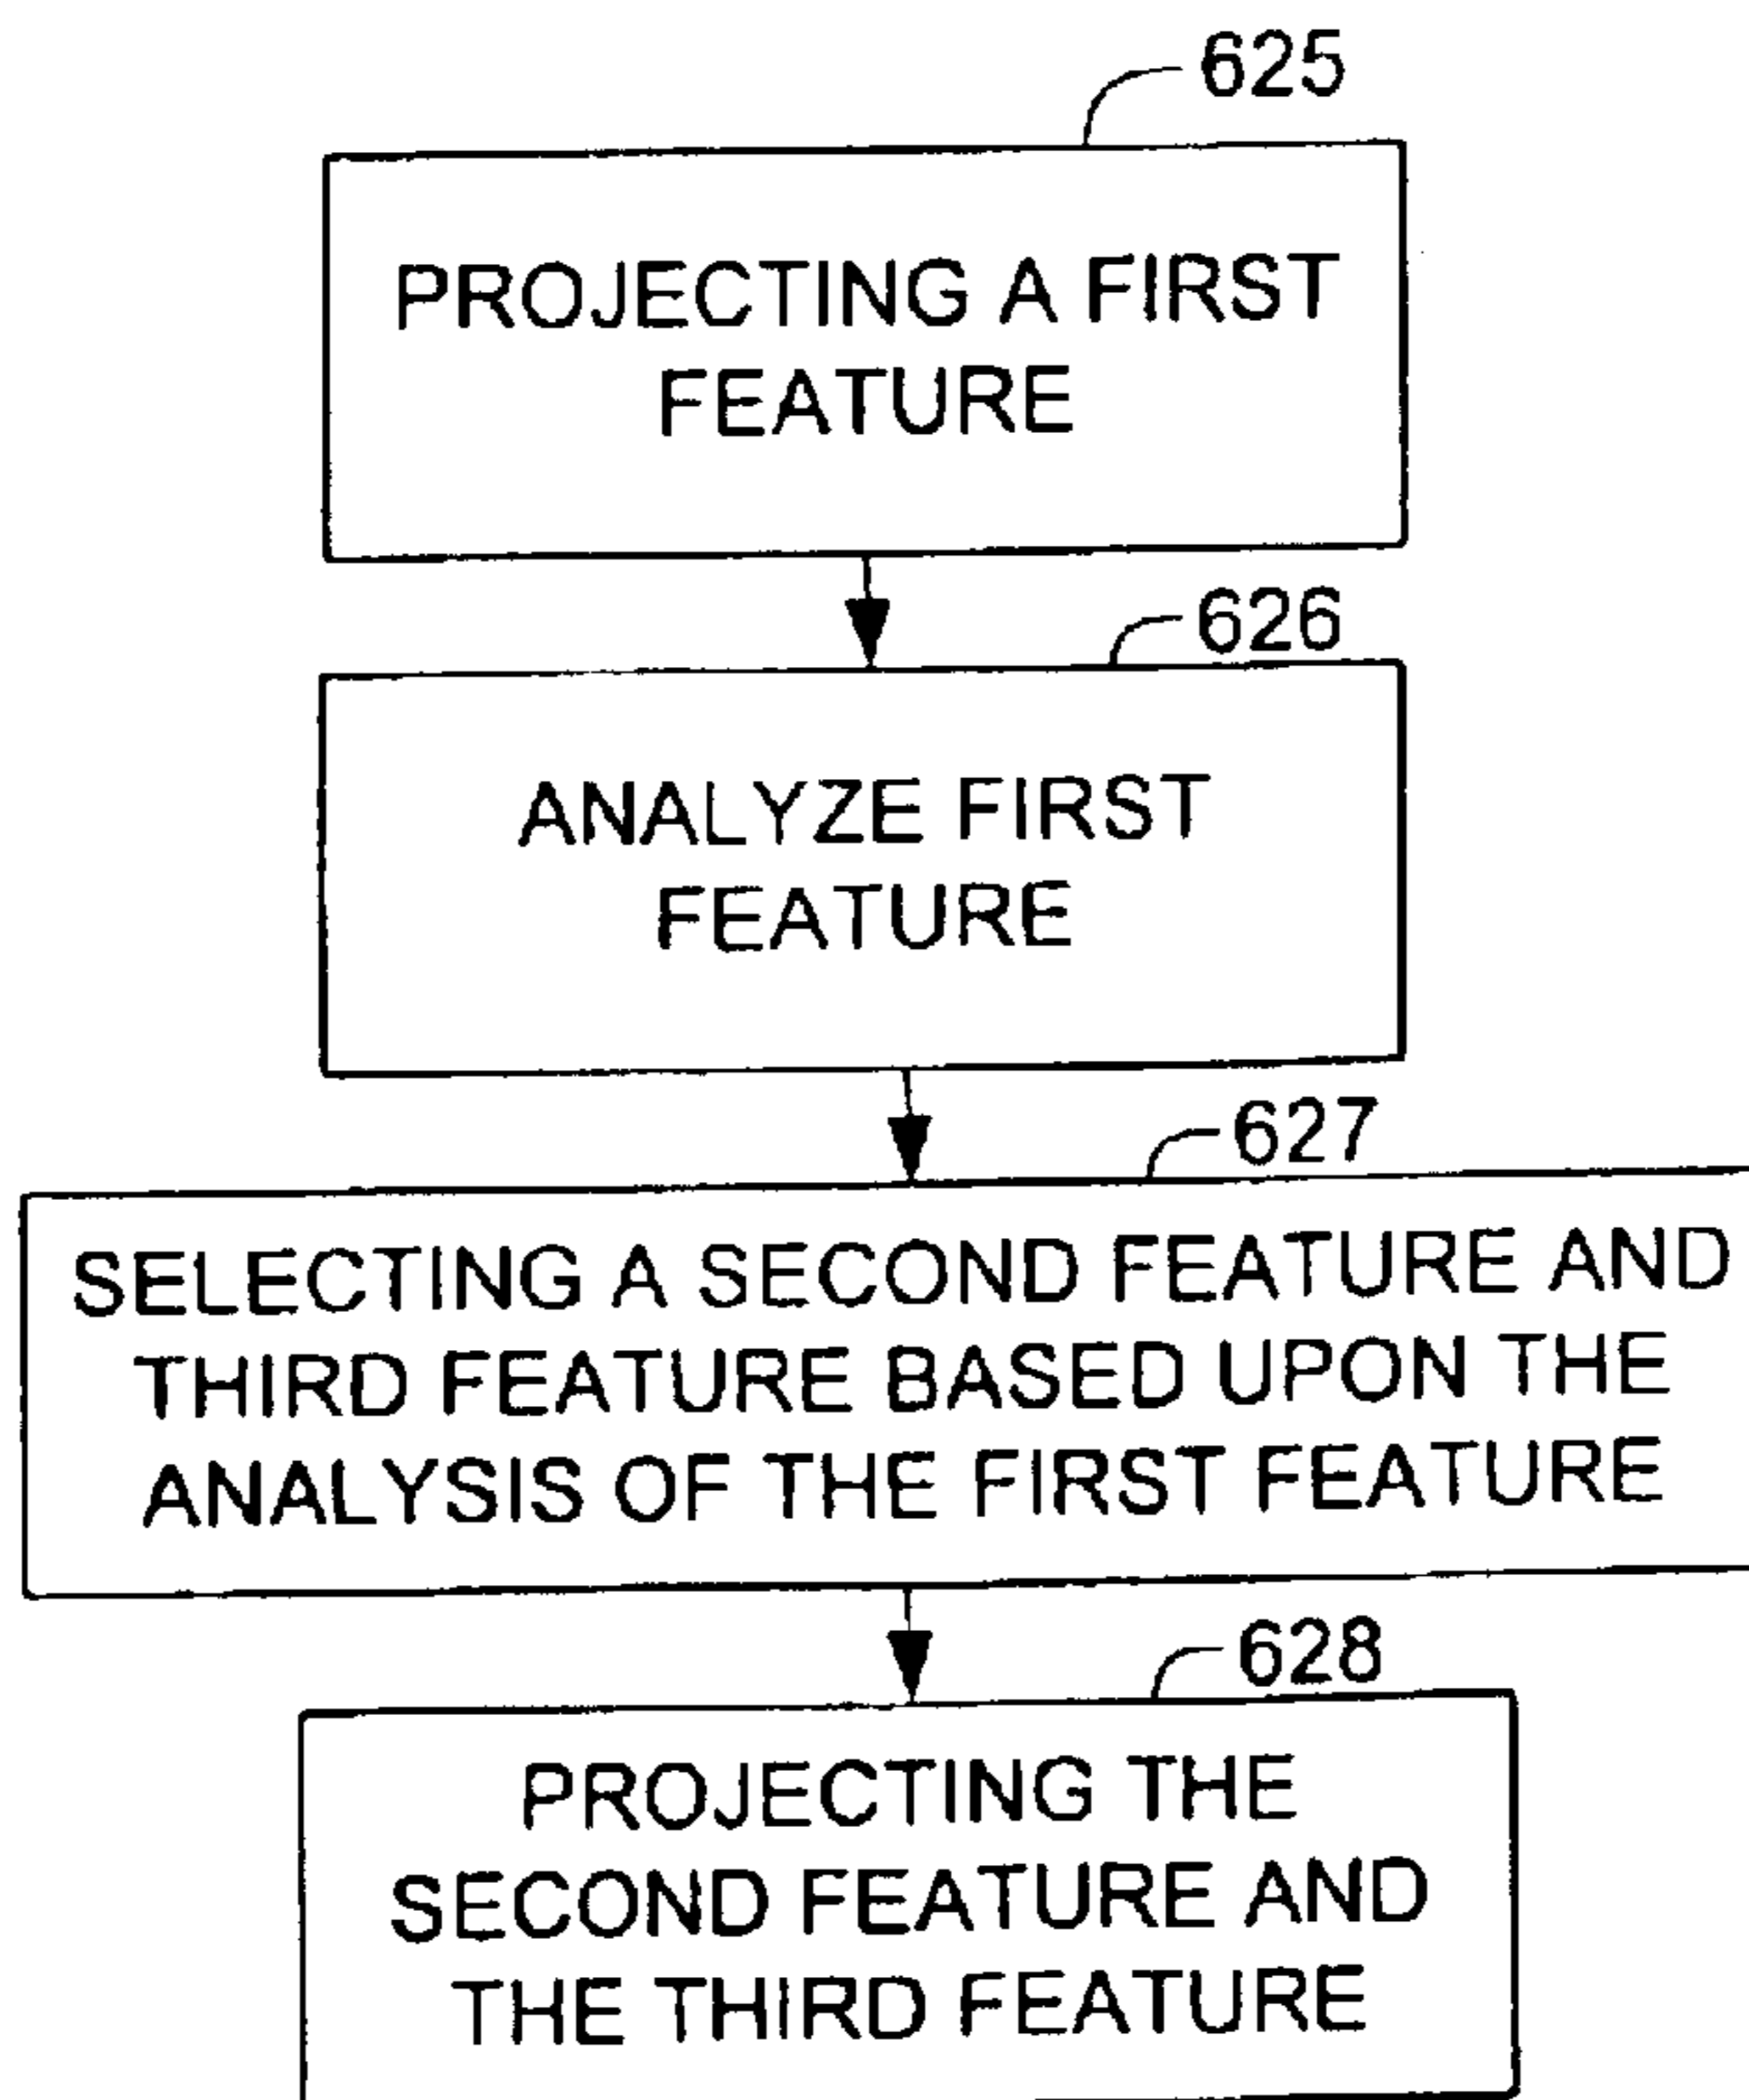 625
PROJECTING A FIRST
FEATURE
626
ANALYZE FIRST
FEATURE
627
SELECTING A SECOND FEATURE AND
THIRD FEATURE BASED UPON THE
ANALYSIS OF THE FIRST FEATURE
628
PROJECTING THE
SECOND FEATURE AND
THE THIRD FEATURE